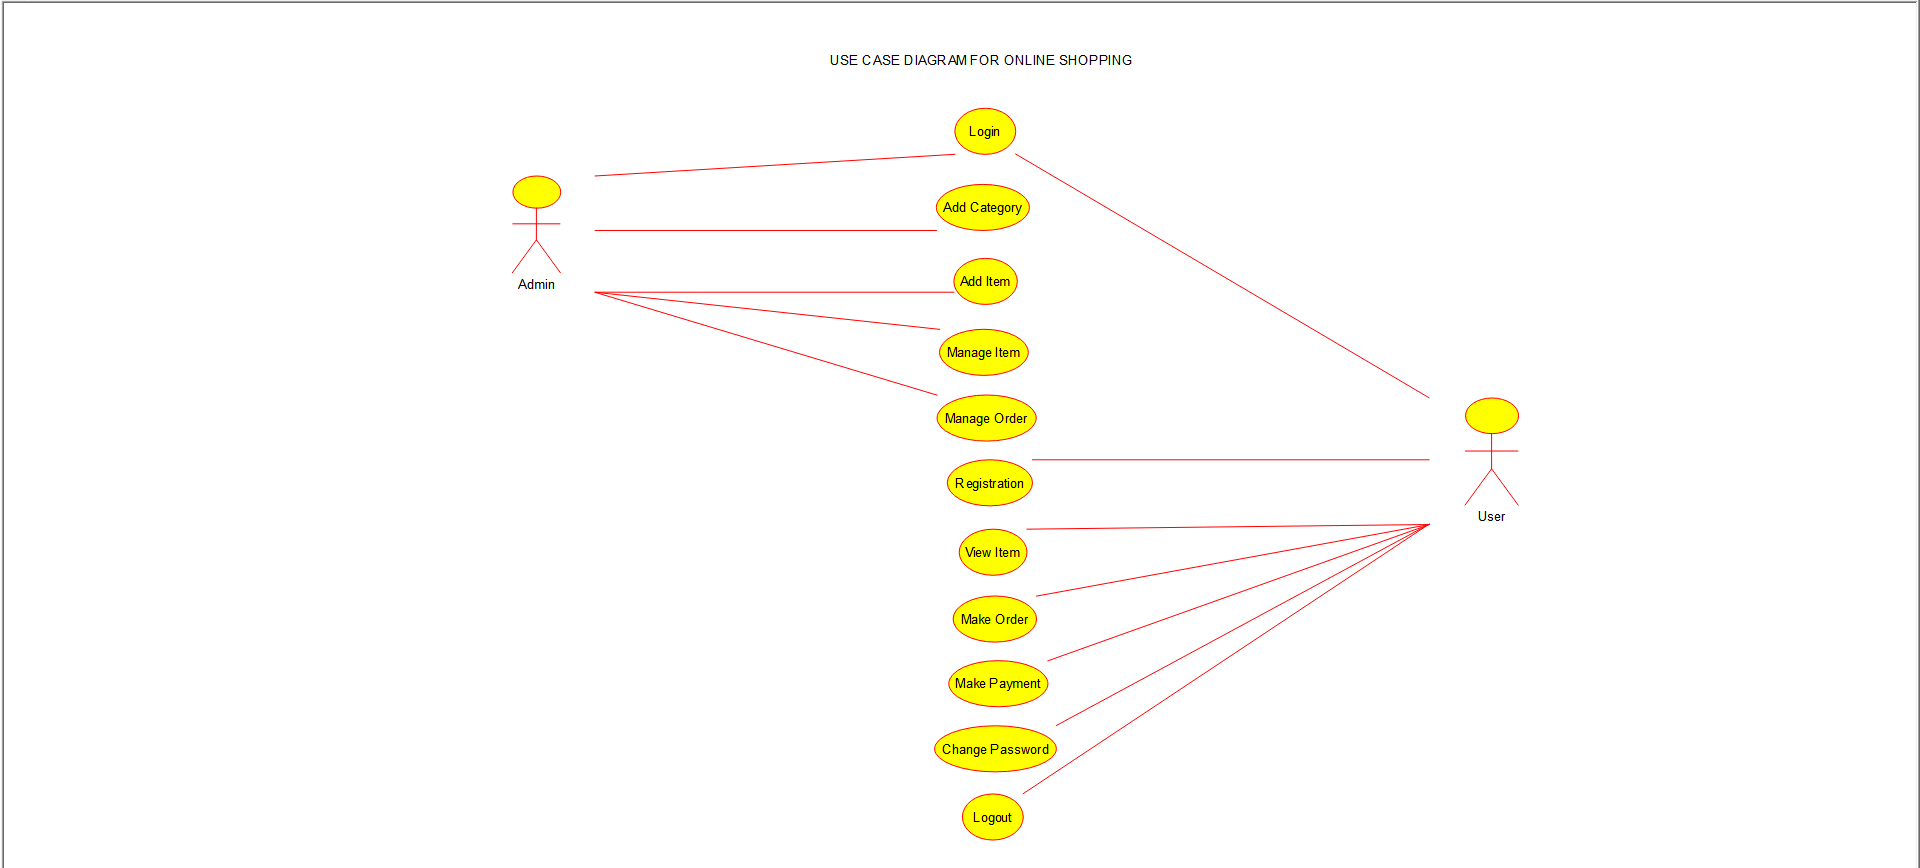 USE CASE DIAGRAM FOR ONLINE SHOPPING
Login
Add Category
Admin
Add Item
Manage Item
Manage Order
Registration
User
View Item
Make Order
Make Payment
Change Password
Logout